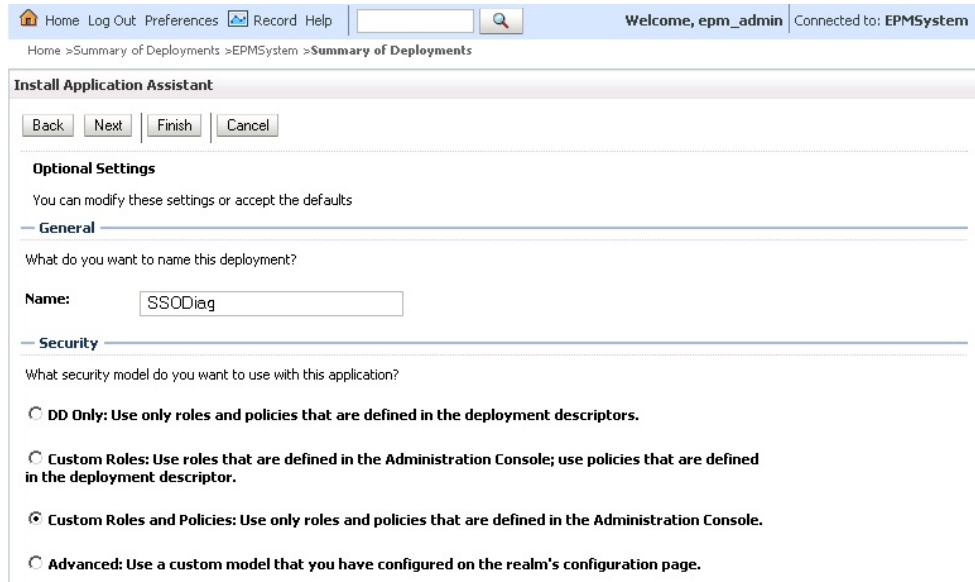 Home Log Out Preferences Record Help
Welcome, epm_admin Connected to: EPMSystem
Home >Summary of Deployments >EPMSystem >Summary of Deployments
Install Application Assistant
Back Next Finish Cancel
Optional Settings
You can modify these settings or accept the defaults
General
What do you want to name this deployment?
Name: SSODiag
Security
What security model do you want to use with this application?
DD Only: Use only roles and policies that are defined in the deployment descriptors.
Custom Roles: Use roles that are defined in the Administration Console; use policies that are defined
in the deployment descriptor.
Custom Roles and Policies: Use only roles and policies that are defined in the Administration Console.
Advanced: Use a custom model that you have configured on the realm's configuration page.